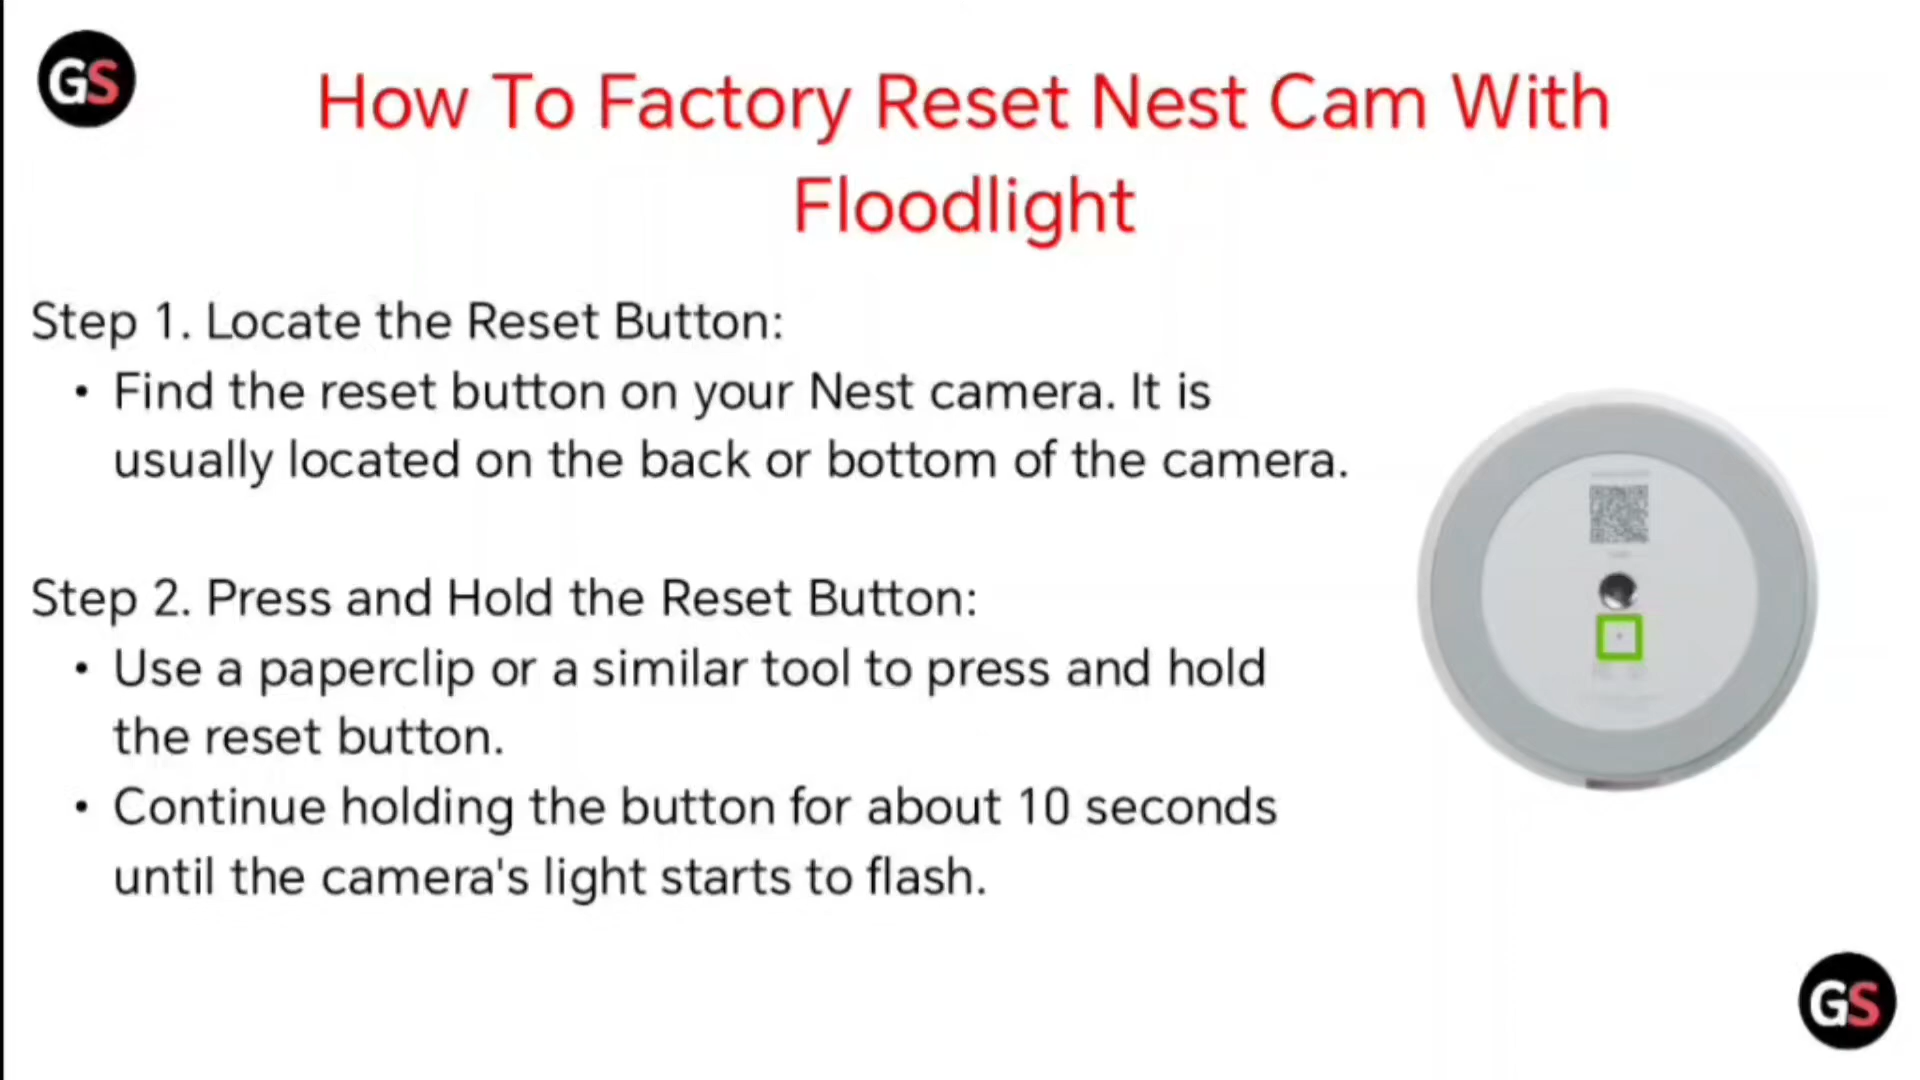 GS
How To Factory Reset Nest Cam With
Floodlight
Step 1. Locate the Reset Button:
• Find the reset button on your Nest camera. It is
usually located on the back or bottom of the camera.
Step 2. Press and Hold the Reset Button:
• Use a paperclip or a similar tool to press and hold
the reset button.
• Continue holding the button for about 10 seconds
until the camera's light starts to flash.
GS